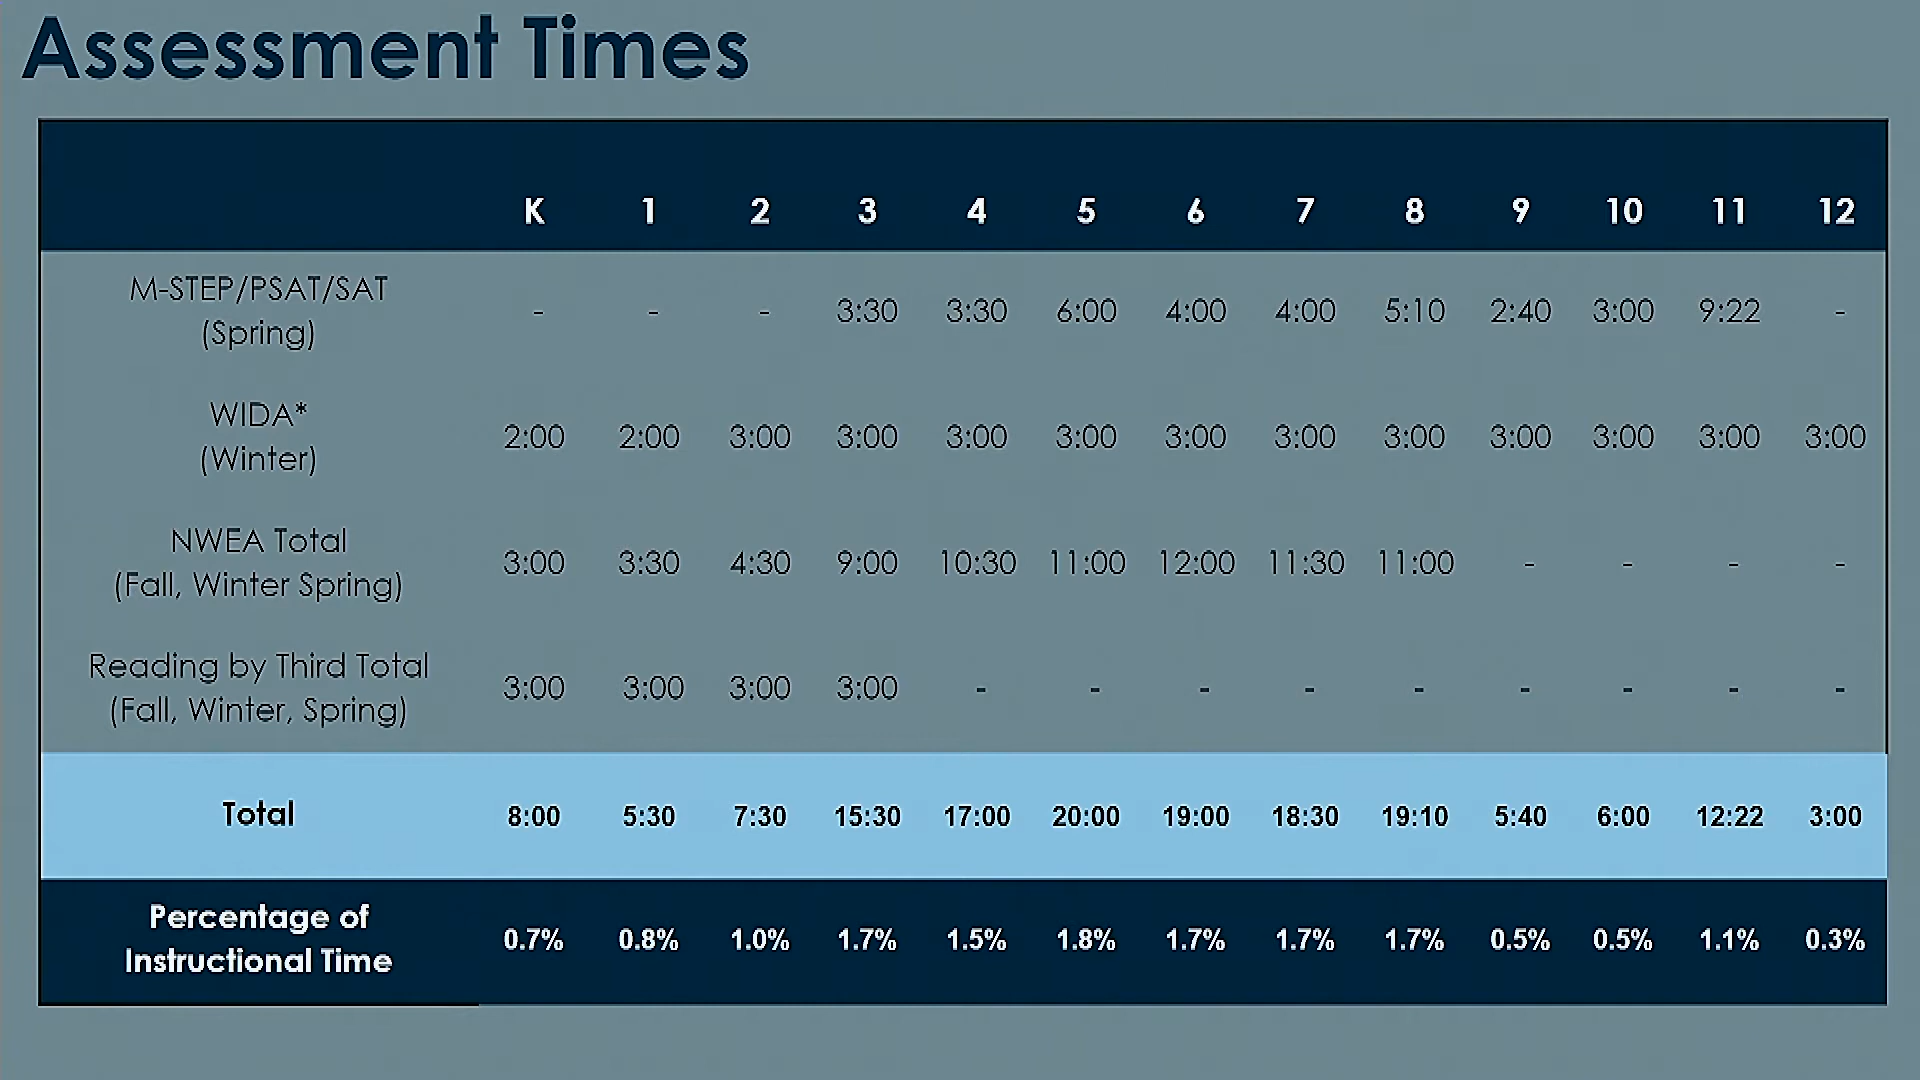 Assessment Times
K 1 2 3 4 5 6 7 8 9 10 11 12
M-STEP/PSAT/SAT
(Spring)
- - - 3:30 3:30 6:00 4:00 4:00 5:10 2:40 3:00 9:22 -
WIDA*
(Winter)
2:00 2:00 3:00 3:00 3:00 3:00 3:00 3:00 3:00 3:00 3:00 3:00 3:00
NWEA Total
(Fall, Winter Spring)
3:00 3:30 4:30 9:00 10:30 11:00 12:00 11:30 11:00 - - - -
Reading by Third Total
(Fall, Winter, Spring)
3:00 3:00 3:00 3:00 - - - - - - - - -
Total 8:00 5:30 7:30 15:30 17:00 20:00 19:00 18:30 19:10 5:40 6:00 12:22 3:00
Percentage of
Instructional Time
0.7% 0.8% 1.0% 1.7% 1.5% 1.8% 1.7% 1.7% 1.7% 0.5% 0.5% 1.1% 0.3%